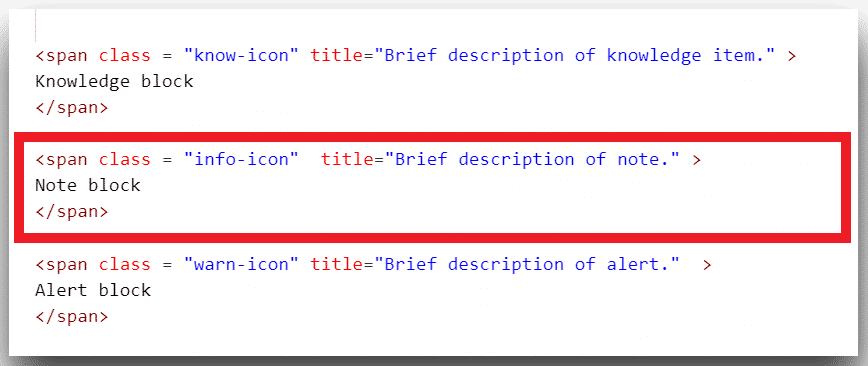 <span class = "know-icon" title="Brief description of knowledge item." >
Knowledge block
</span>
<span class = "info-icon"  title="Brief description of note." >
Note block
</span>
<span class = "warn-icon" title="Brief description of alert."  >
Alert block
</span>